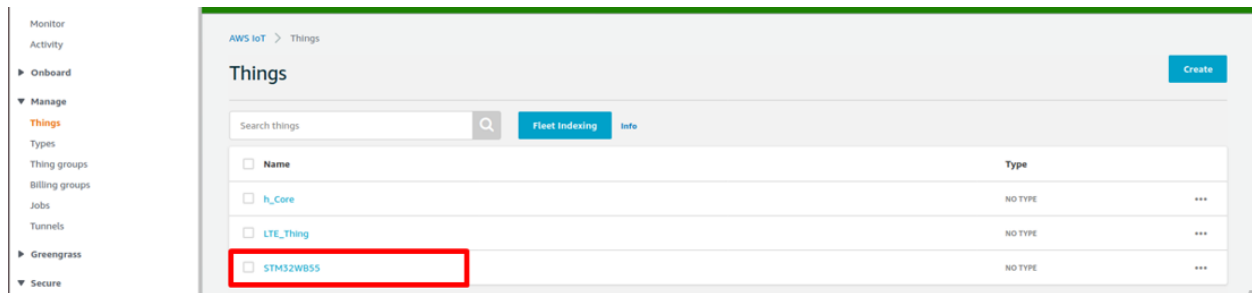 Monitor
Activity
Onboard
Manage
Things
Types
Thing groups
Billing groups
Jobs
Tunnels
Greengrass
Secure
AWS IoT > Things
Things
Create
Search things
Fleet Indexing Info
Name Type
h_Core NO TYPE
LTE_Thing NO TYPE
STM32WB55 NO TYPE